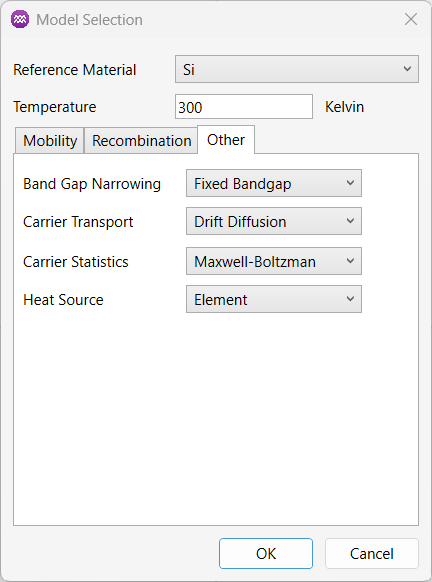 Model Selection
Reference Material Si
Temperature 300 Kelvin
Mobility Recombination Other
Band Gap Narrowing Fixed Bandgap
Carrier Transport Drift Diffusion
Carrier Statistics Maxwell-Boltzman
Heat Source Element
OK Cancel